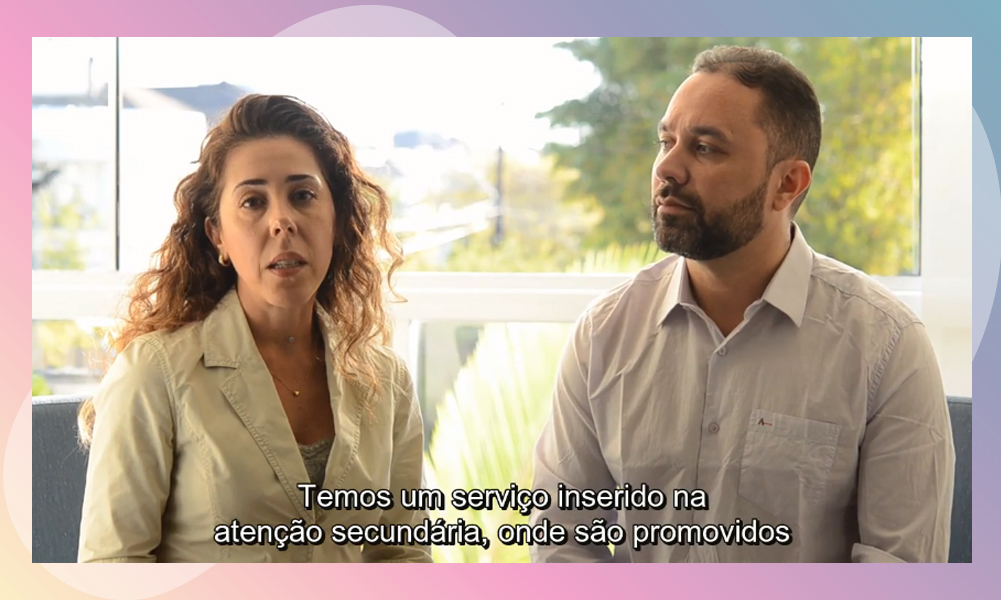 Temos um serviço inserido na
atenção secundária, onde são promovidos